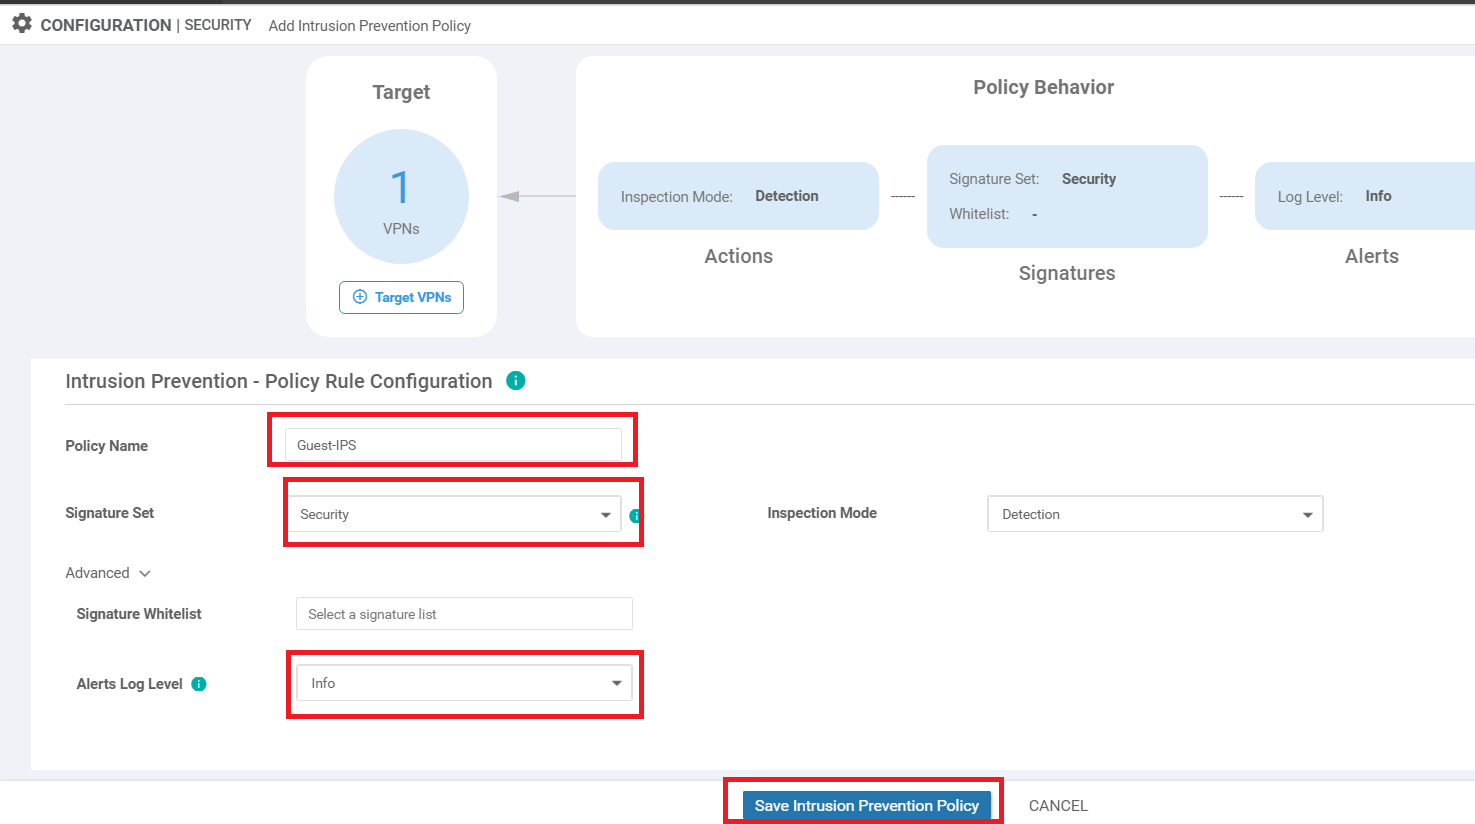 CONFIGURATION | SECURITY Add Intrusion Prevention Policy
Target
1
VPNs
Target VPNs
Policy Behavior
Inspection Mode: Detection
Actions
Signature Set: Security
Whitelist: -
Signatures
Log Level: Info
Alerts
Intrusion Prevention - Policy Rule Configuration
Policy Name Guest-IPS
Signature Set Security Inspection Mode Detection
Advanced
Signature Whitelist Select a signature list
Alerts Log Level Info
Save Intrusion Prevention Policy CANCEL